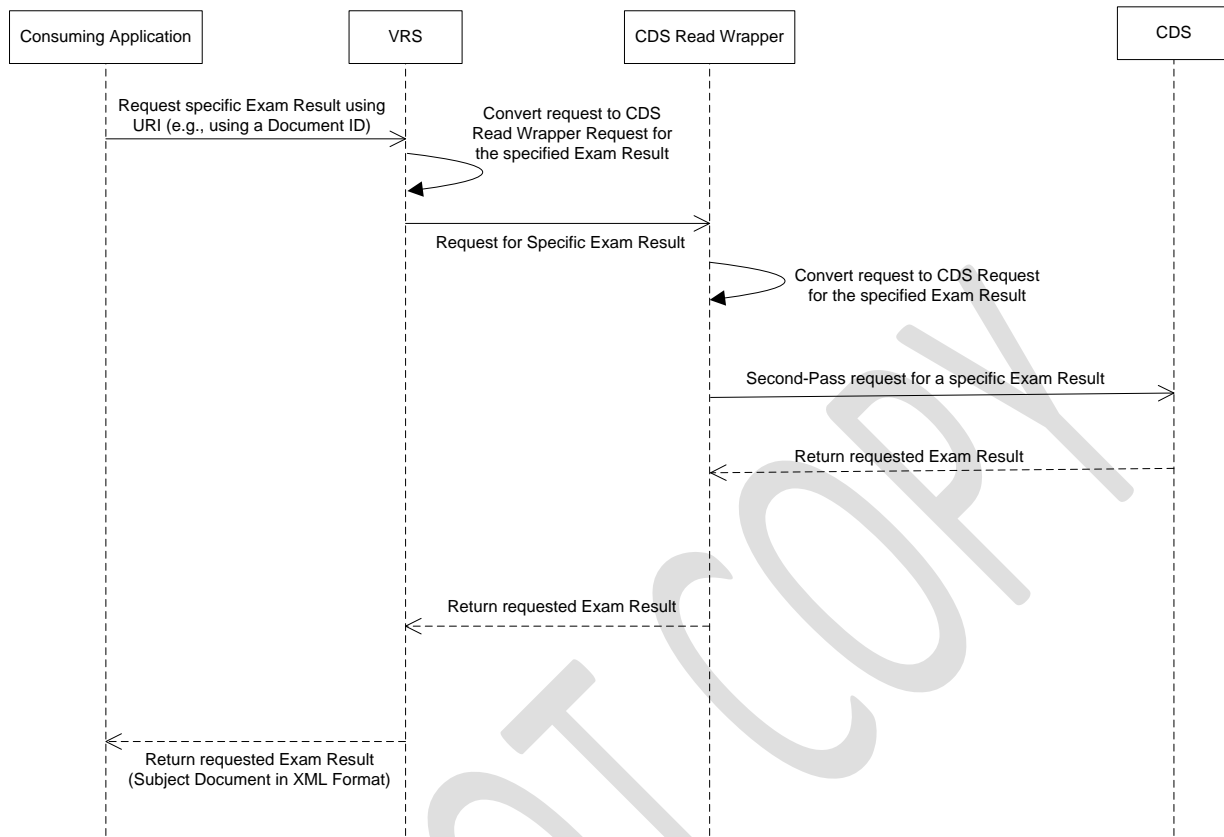 Consuming Application
VRS
CDS Read Wrapper
CDS
Request specific Exam Result using
URI (e.g., using a Document ID)
Convert request to CDS
Read Wrapper Request for
the specified Exam Result
Request for Specific Exam Result
Convert request to CDS Request
for the specified Exam Result
Second-Pass request for a specific Exam Result
Return requested Exam Result
Return requested Exam Result
Return requested Exam Result
(Subject Document in XML Format)
COPY